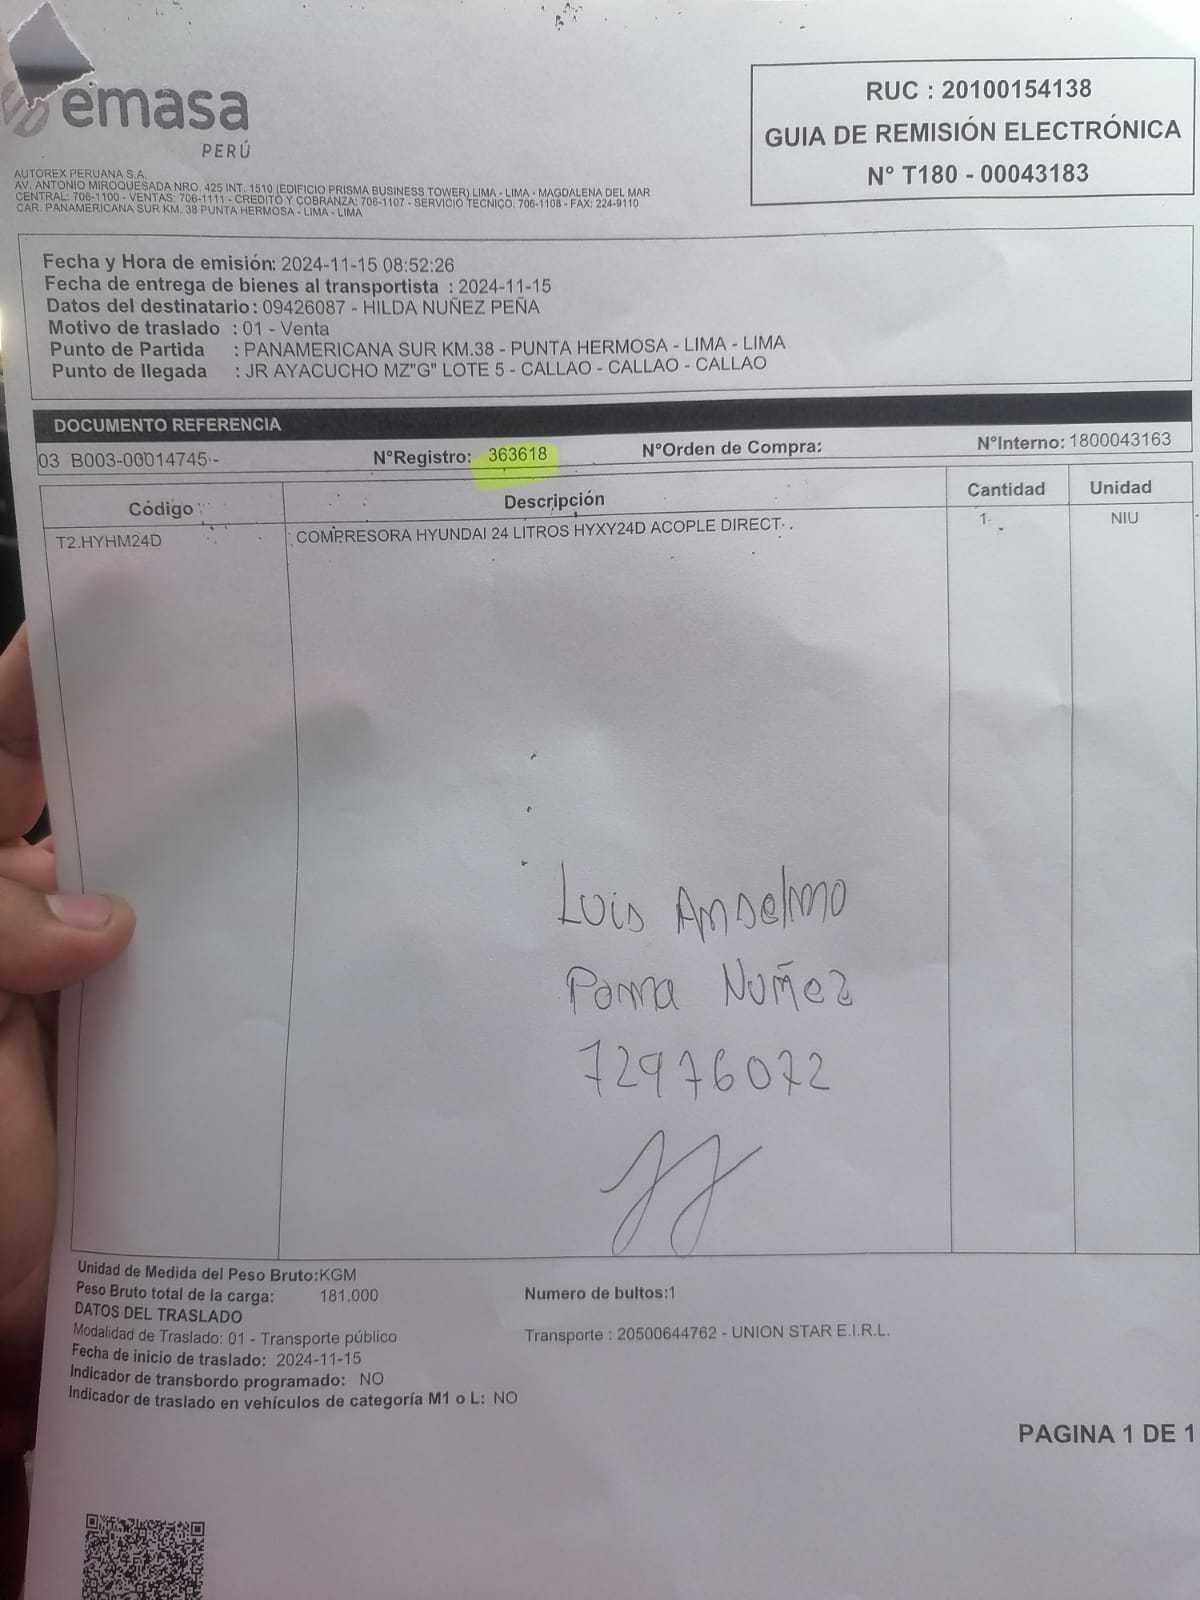 emasa
PERÚ
RUC : 20100154138
GUIA DE REMISIÓN ELECTRÓNICA
N° T180 - 00043183
AUTOREX PERUANA S.A.
AV. ANTONIO MIROQUESADA NRO. 425 INT. 1510 (EDIFICIO PRISMA BUSINESS TOWER) LIMA - LIMA - MAGDALENA DEL MAR
CENTRAL: 706-1100 - VENTAS: 706-1111 - CREDITO Y COBRANZA: 706-1107 - SERVICIO TECNICO: 706-1108 - FAX: 224-9110
CAR. PANAMERICANA SUR KM. 38 PUNTA HERMOSA - LIMA - LIMA
Fecha y Hora de emisión: 2024-11-15 08:52:26
Fecha de entrega de bienes al transportista : 2024-11-15
Datos del destinatario : 09426087 - HILDA NUÑEZ PEÑA
Motivo de traslado : 01 - Venta
Punto de Partida : PANAMERICANA SUR KM.38 - PUNTA HERMOSA - LIMA - LIMA
Punto de llegada : JR AYACUCHO MZ"G" LOTE 5 - CALLAO - CALLAO - CALLAO
DOCUMENTO REFERENCIA
03 B003-00014745 - N°Registro: 363618 N°Orden de Compra: N°Interno: 1800043163
Código Descripción Cantidad Unidad
T2.HYHM24D COMPRESORA HYUNDAI 24 LITROS HYXY24D ACOPLE DIRECT 1 NIU
Luis Anselmo
Poma Nuñez
72976072
Unidad de Medida del Peso Bruto:KGM
Peso Bruto total de la carga: 181.000 Numero de bultos:1
DATOS DEL TRASLADO
Modalidad de Traslado: 01 - Transporte público Transporte : 20500644762 - UNION STAR E.I.R.L.
Fecha de inicio de traslado: 2024-11-15
Indicador de transbordo programado: NO
Indicador de traslado en vehículos de categoría M1 o L: NO
PAGINA 1 DE 1